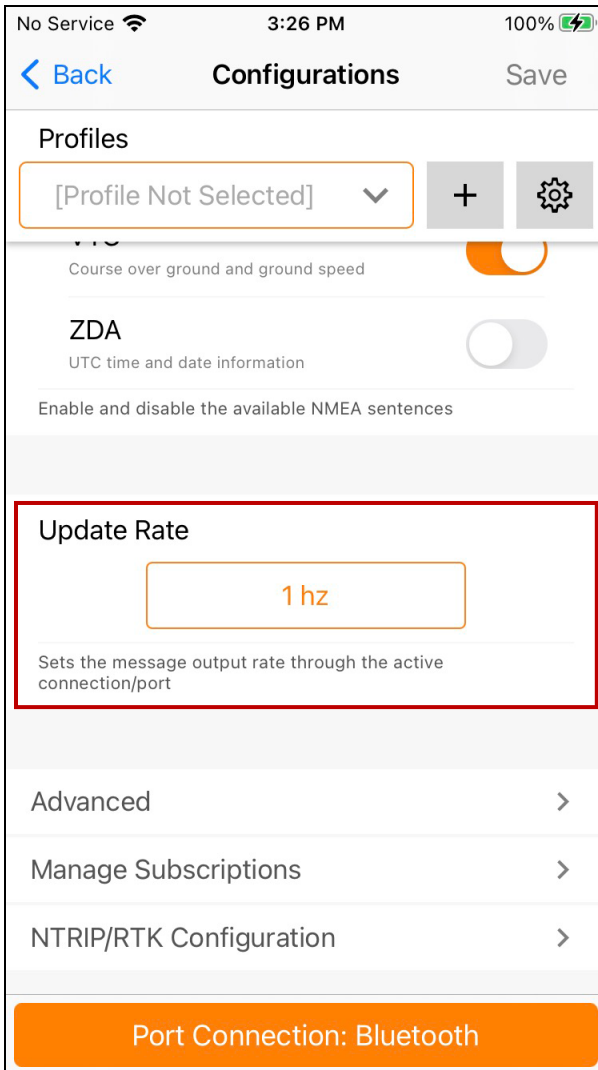 No Service 3:26 PM 100%
Back Configurations Save
Profiles
[Profile Not Selected] +
Course over ground and ground speed
ZDA
UTC time and date information
Enable and disable the available NMEA sentences
Update Rate
1 hz
Sets the message output rate through the active
connection/port
Advanced
Manage Subscriptions
NTRIP/RTK Configuration
Port Connection: Bluetooth